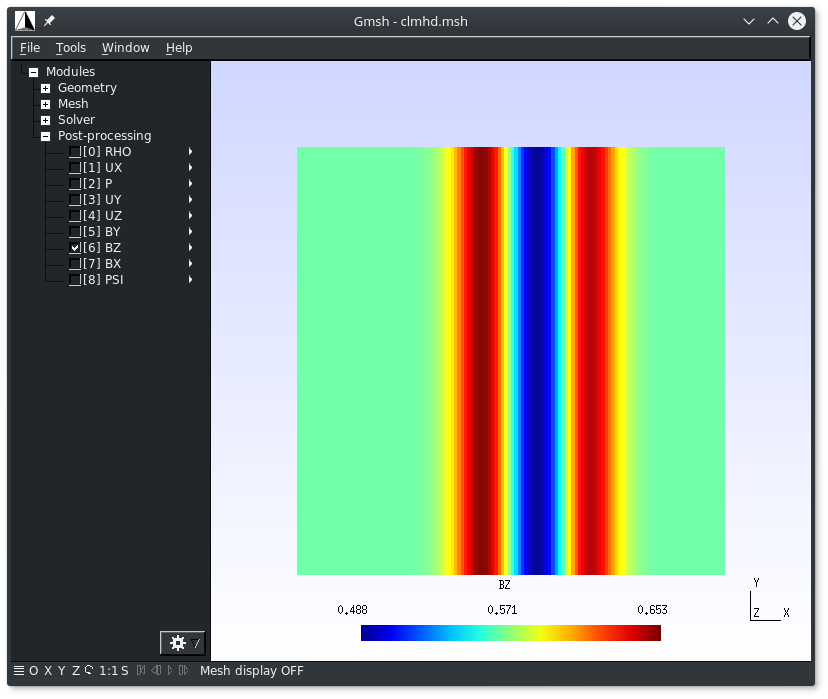 Gmsh - clmhd.msh
File Tools Window Help
Modules
Geometry
Mesh
Solver
Post-processing
[0] RHO
[1] UX
[2] P
[3] UY
[4] UZ
[5] BY
[6] BZ
[7] BX
[8] PSI
BZ
0.488 0.571 0.653
Y
Z X
O X Y Z 1:1 S Mesh display OFF